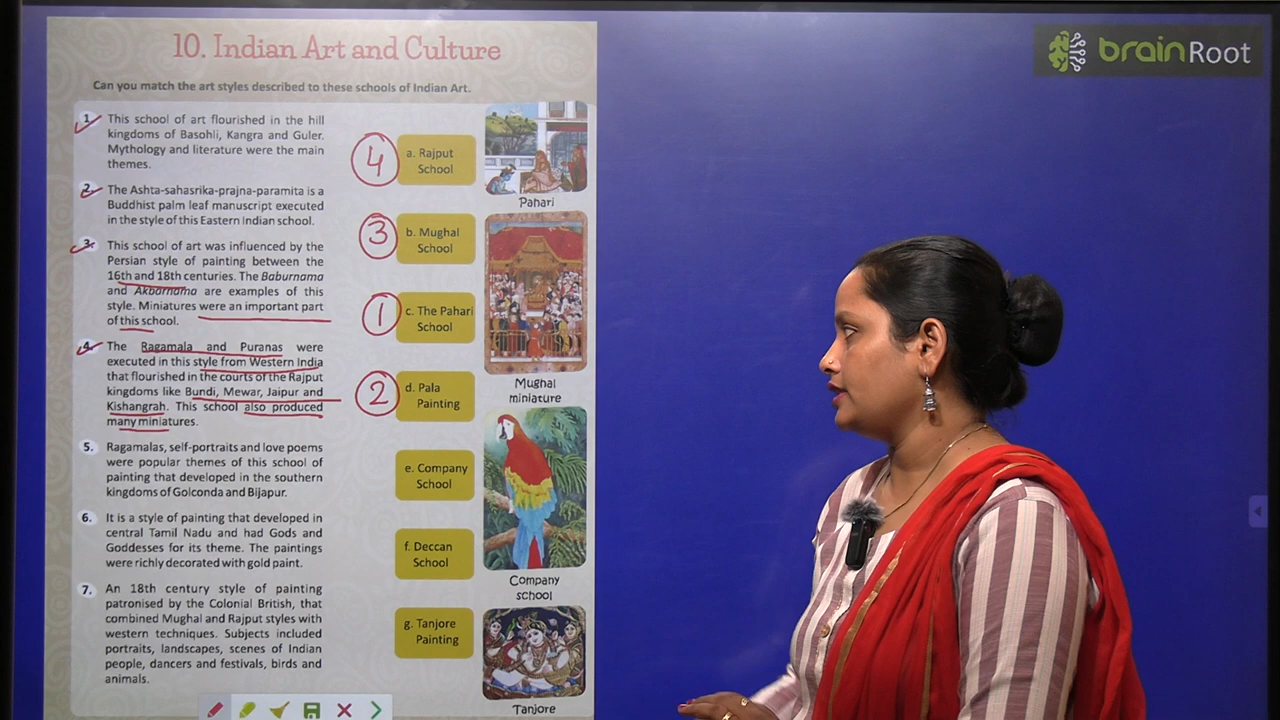 10. Indian Art and Culture
brainRoot
Can you match the art styles described to these schools of Indian Art.
1. This school of art flourished in the hill
kingdoms of Basohli, Kangra and Guler.
Mythology and literature were the main
themes.
2. The Ashta-sahasrika-prajna-paramita is a
Buddhist palm leaf manuscript executed
in the style of this Eastern Indian school.
3. This school of art was influenced by the
Persian style of painting between the
16th and 18th centuries. The Baburnama
and Akbarnama are examples of this
style. Miniatures were an important part
of this school.
4. The Ragamala and Puranas were
executed in this style from Western India
that flourished in the courts of the Rajput
kingdoms like Bundi, Mewar, Jaipur and
Kishangrah. This school also produced
many miniatures.
5. Ragamalas, self-portraits and love poems
were popular themes of this school of
painting that developed in the southern
kingdoms of Golconda and Bijapur.
6. It is a style of painting that developed in
central Tamil Nadu and had Gods and
Goddesses for its theme. The paintings
were richly decorated with gold paint.
7. An 18th century style of painting
patronised by the Colonial British, that
combined Mughal and Rajput styles with
western techniques. Subjects included
portraits, landscapes, scenes of Indian
people, dancers and festivals, birds and
animals.
4 a. Rajput
School
3 b. Mughal
School
1 c. The Pahari
School
2 d. Pala
Painting
e. Company
School
f. Deccan
School
g. Tanjore
Painting
Pahari
Mughal
miniature
Company
school
Tanjore